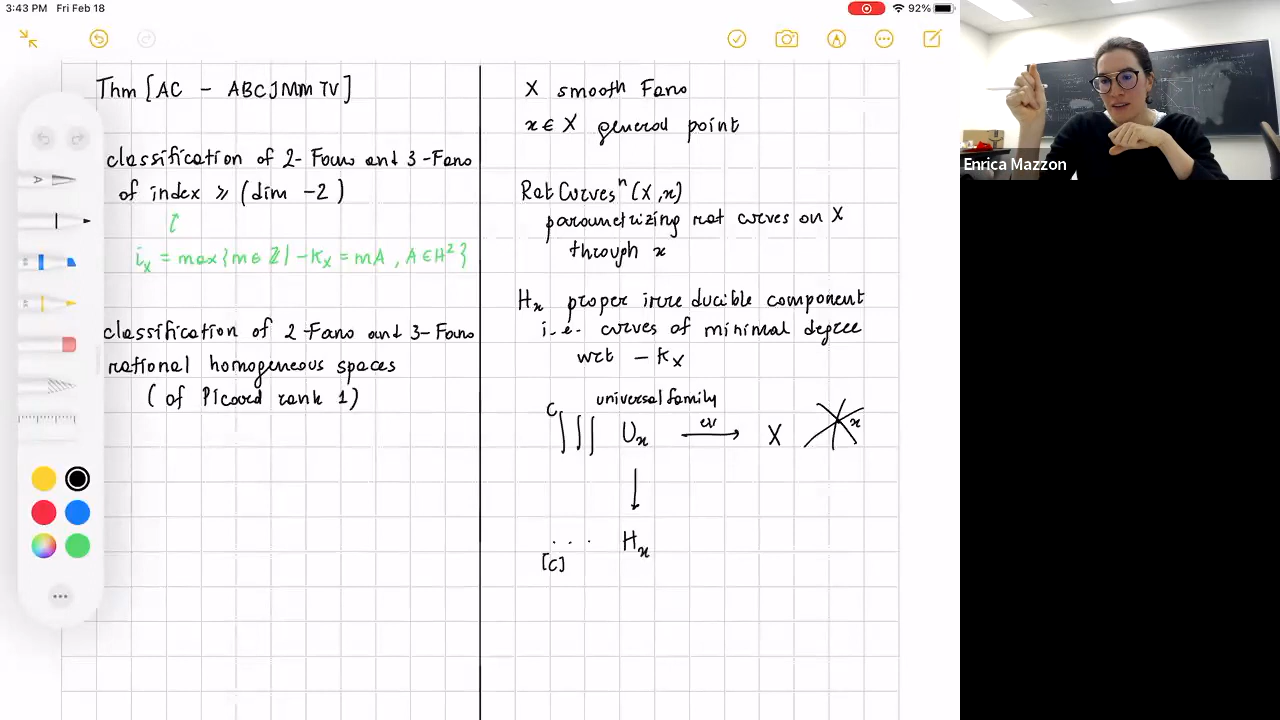 3:43 PM Fri Feb 18
92%
Thm [AC - ABCJMMTV]
classification of 2-Fano and 3-Fano
of index ⩾ (dim -2)
↑
i_x = max{m ∈ ℤ | -K_X = mA, A ∈ H²}
classification of 2-Fano and 3-Fano
rational homogeneous spaces
(of Picard rank 1)
X smooth Fano
x ∈ X general point
RatCurvesⁿ(X,x)
parametrizing rat curves on X
through x
H_x proper irreducible component
i.e. curves of minimal degree
wrt -K_X
universal family
C U_x ev → X x
↓
... H_x
[C]
Enrica Mazzon